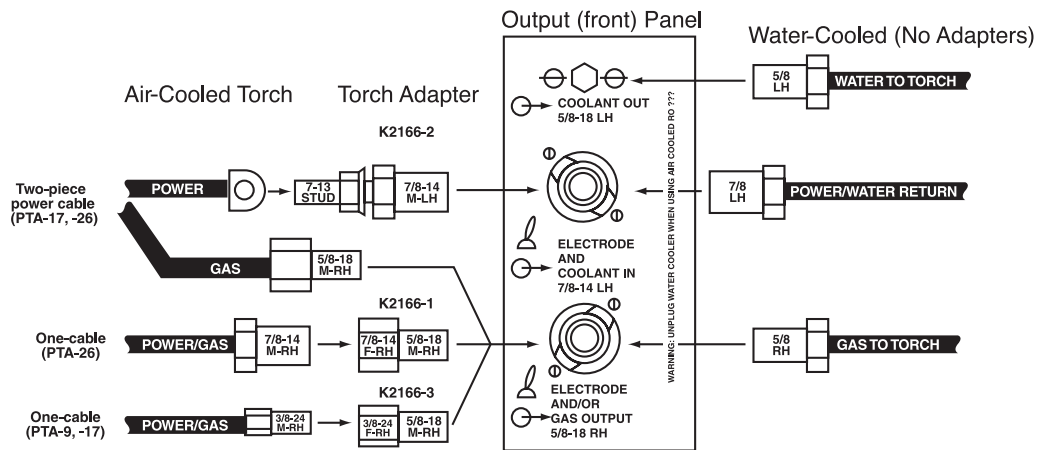 Output (front) Panel
Water-Cooled (No Adapters)
Air-Cooled Torch
Torch Adapter
K2166-2
5/8
LH
WATER TO TORCH
COOLANT OUT
5/8-18 LH
Two-piece
power cable
(PTA-17, -26)
POWER
7-13
STUD
7/8-14
M-LH
7/8
LH
POWER/WATER RETURN
GAS
5/8-18
M-RH
ELECTRODE
AND
COOLANT IN
7/8-14 LH
WARNING: UNPLUG WATER COOLER WHEN USING AIR COOLED RO ???
K2166-1
One-cable
(PTA-26)
POWER/GAS
7/8-14
M-RH
7/8-14
F-RH
5/8-18
M-RH
5/8
RH
GAS TO TORCH
K2166-3
One-cable
(PTA-9, -17)
POWER/GAS
3/8-24
M-RH
3/8-24
F-RH
5/8-18
M-RH
ELECTRODE
AND/OR
GAS OUTPUT
5/8-18 RH